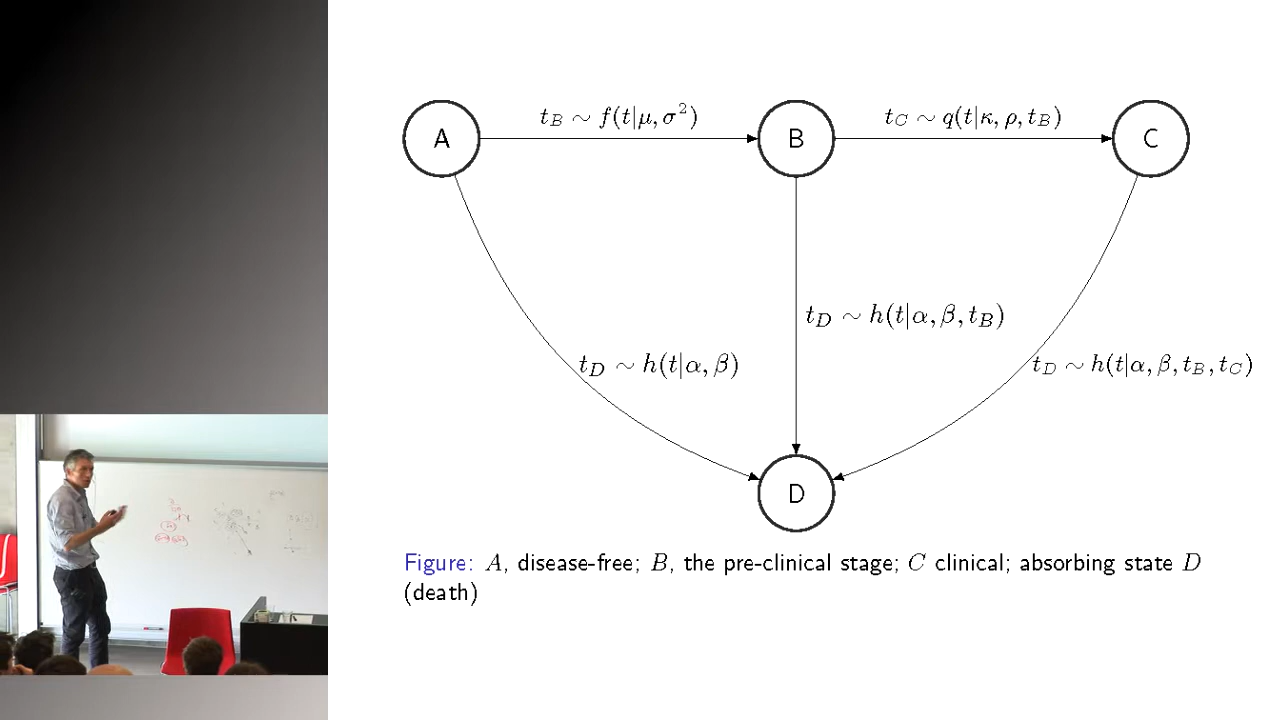 A
t_B ∼ f(t|μ, σ²)
B
t_C ∼ q(t|κ, ρ, t_B)
C
t_D ∼ h(t|α, β, t_B)
t_D ∼ h(t|α, β)
t_D ∼ h(t|α, β, t_B, t_C)
D
Figure: A, disease-free; B, the pre-clinical stage; C clinical; absorbing state D
(death)